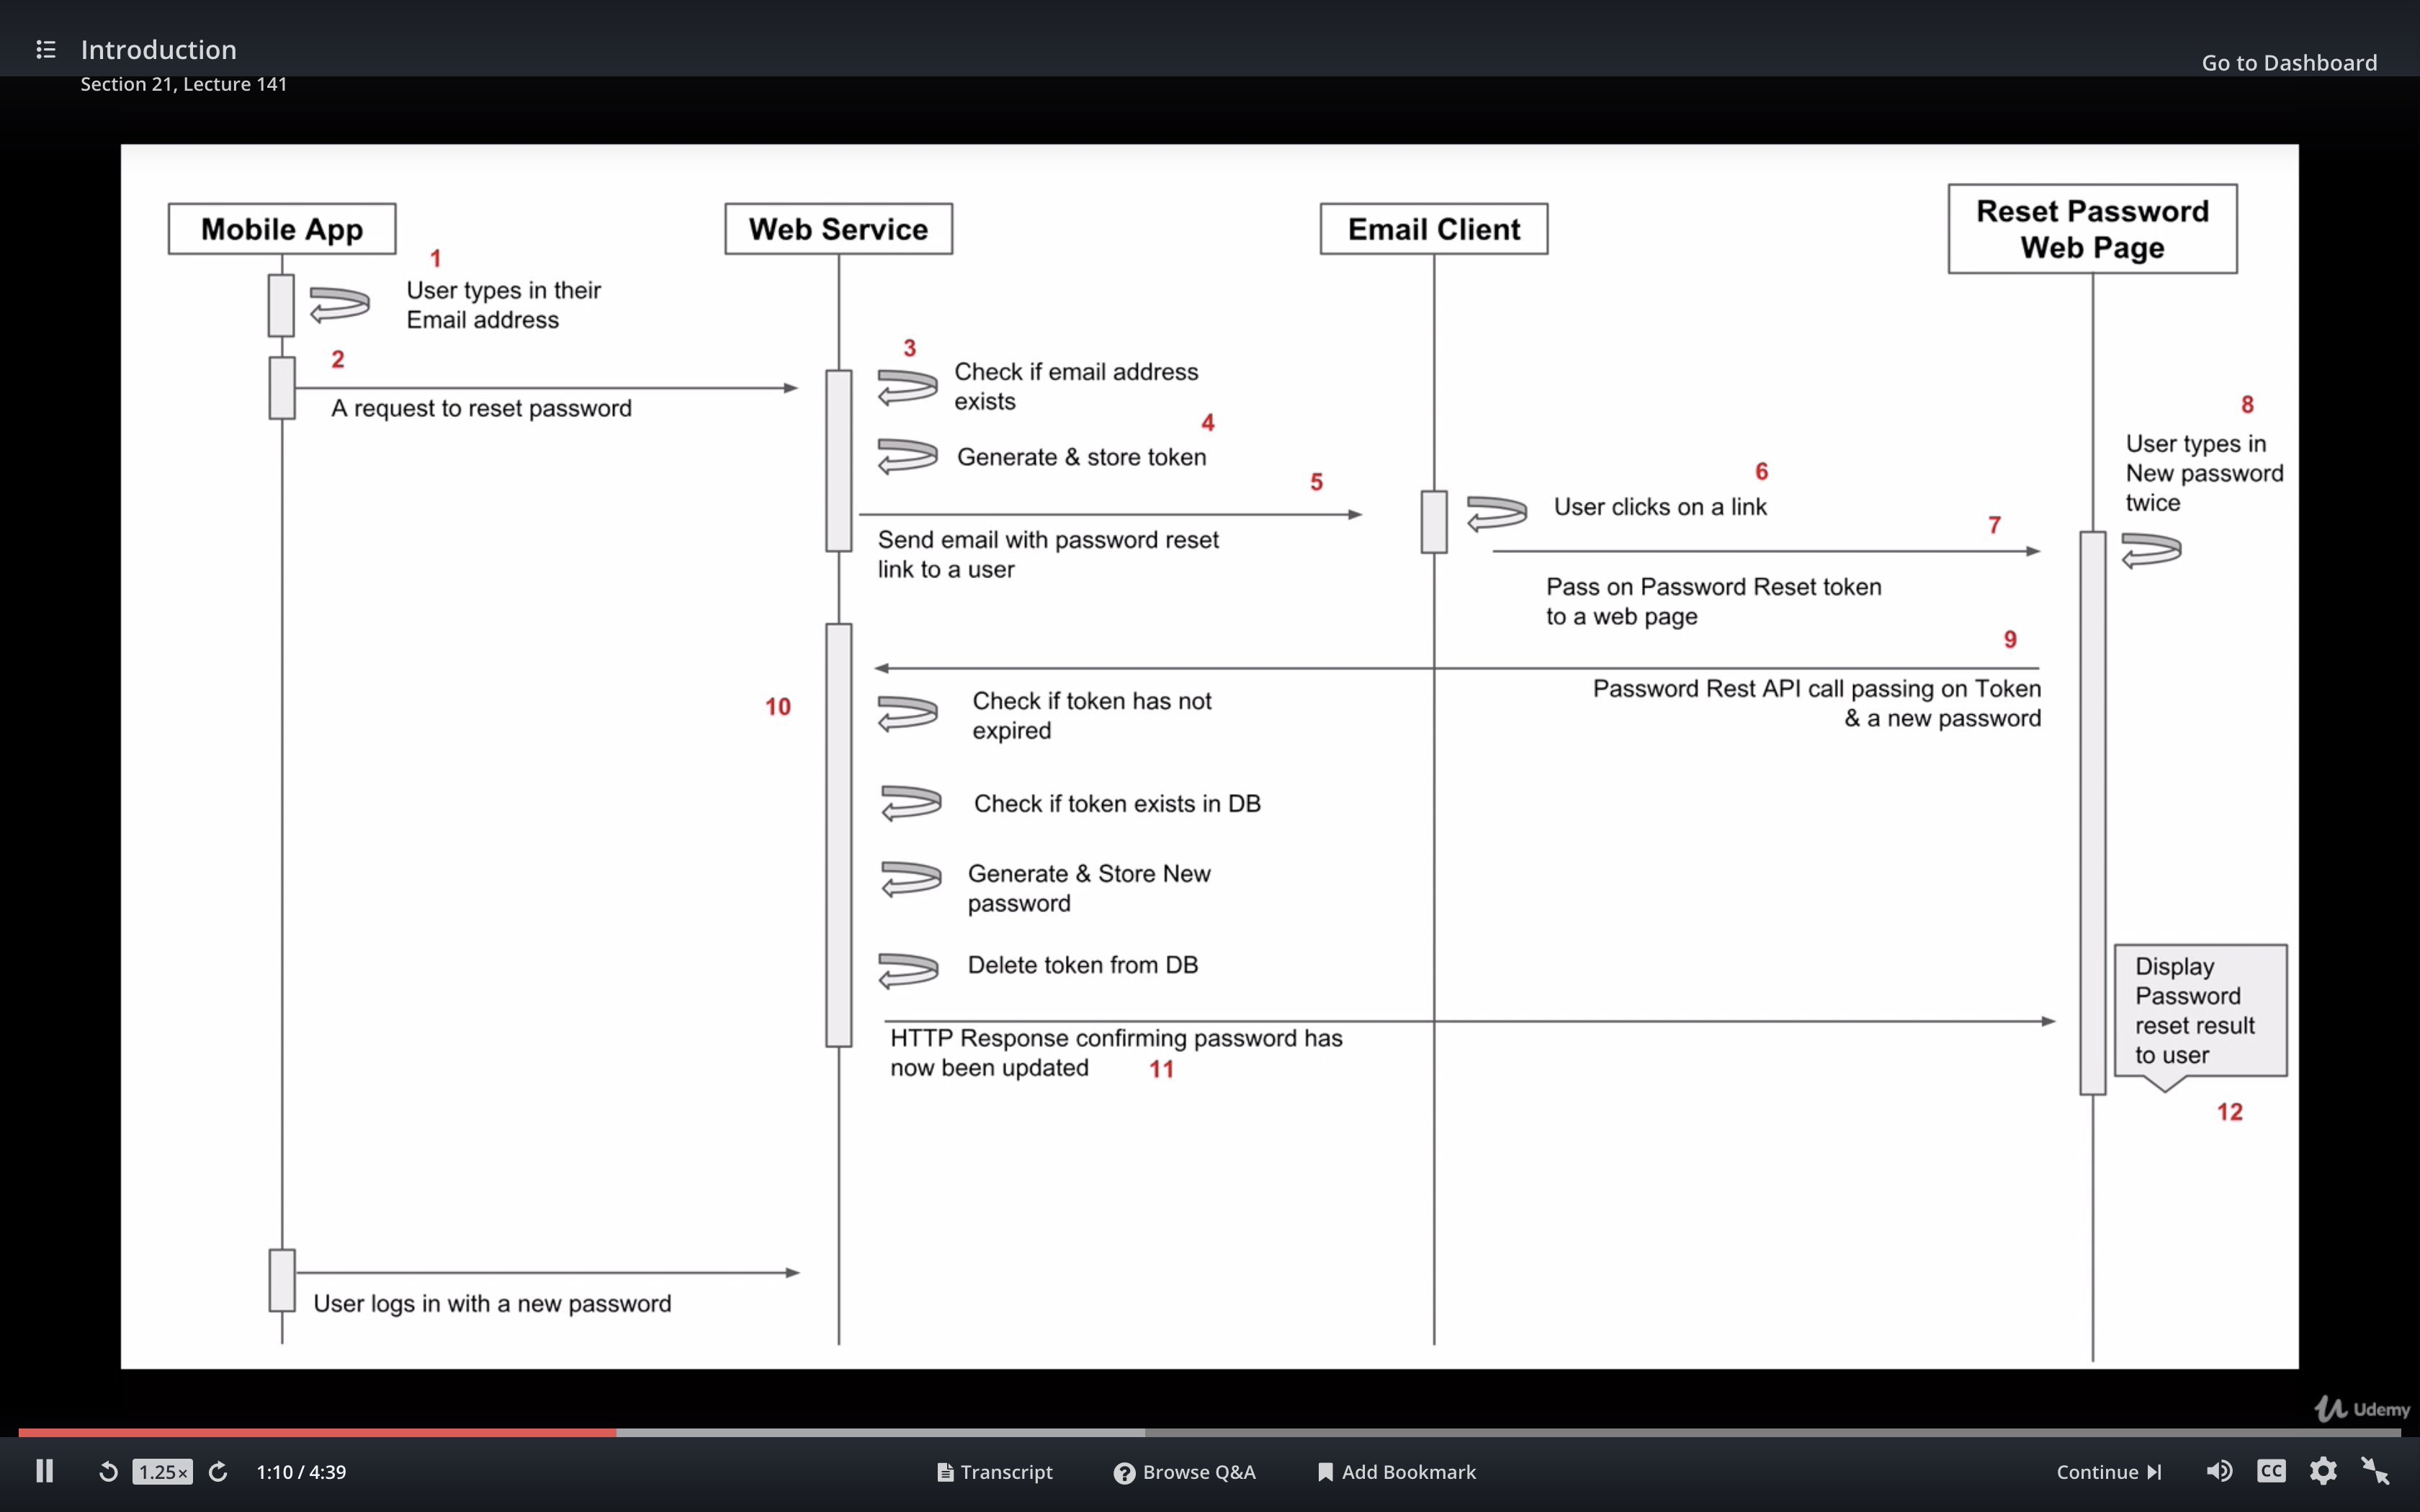 Introduction
Section 21, Lecture 141
Go to Dashboard
Mobile App
Web Service
Email Client
Reset Password
Web Page
1
User types in their
Email address
2
A request to reset password
3
Check if email address
exists
4
Generate & store token
5
Send email with password reset
link to a user
6
User clicks on a link
7
Pass on Password Reset token
to a web page
8
User types in
New password
twice
9
Password Rest API call passing on Token
& a new password
10
Check if token has not
expired
Check if token exists in DB
Generate & Store New
password
Delete token from DB
HTTP Response confirming password has
now been updated
11
Display
Password
reset result
to user
12
User logs in with a new password
Udemy
1.25×
1:10 / 4:39
Transcript
? Browse Q&A
Add Bookmark
Continue
CC